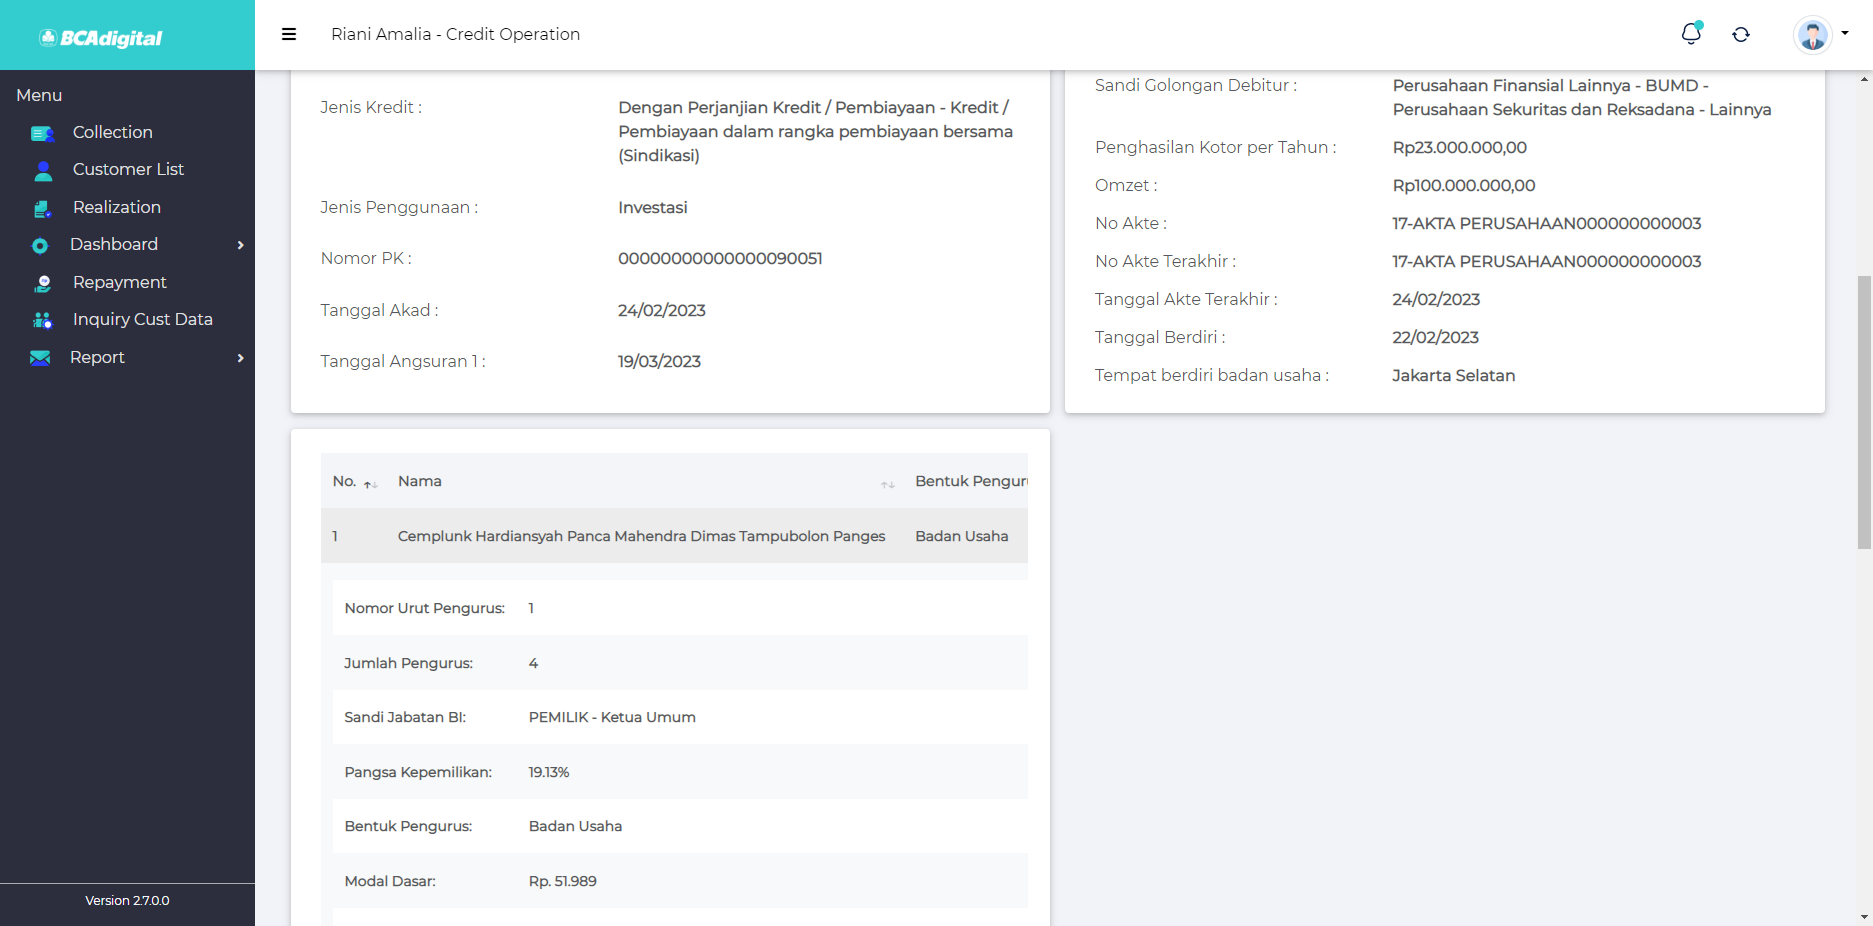 BCAdigital
Riani Amalia - Credit Operation
Menu
Collection
Customer List
Realization
Dashboard
Repayment
Inquiry Cust Data
Report
Version 2.7.0.0
Jenis Kredit :
Dengan Perjanjian Kredit / Pembiayaan - Kredit /
Pembiayaan dalam rangka pembiayaan bersama
(Sindikasi)
Jenis Penggunaan :
Investasi
Nomor PK :
00000000000000090051
Tanggal Akad :
24/02/2023
Tanggal Angsuran 1 :
19/03/2023
Sandi Golongan Debitur :
Perusahaan Finansial Lainnya - BUMD -
Perusahaan Sekuritas dan Reksadana - Lainnya
Penghasilan Kotor per Tahun :
Rp23.000.000,00
Omzet :
Rp100.000.000,00
No Akte :
17-AKTA PERUSAHAAN000000000003
No Akte Terakhir :
17-AKTA PERUSAHAAN000000000003
Tanggal Akte Terakhir :
24/02/2023
Tanggal Berdiri :
22/02/2023
Tempat berdiri badan usaha :
Jakarta Selatan
No. Nama Bentuk Pengur
1 Cemplunk Hardiansyah Panca Mahendra Dimas Tampubolon Panges Badan Usaha
Nomor Urut Pengurus: 1
Jumlah Pengurus: 4
Sandi Jabatan BI: PEMILIK - Ketua Umum
Pangsa Kepemilikan: 19.13%
Bentuk Pengurus: Badan Usaha
Modal Dasar: Rp. 51.989